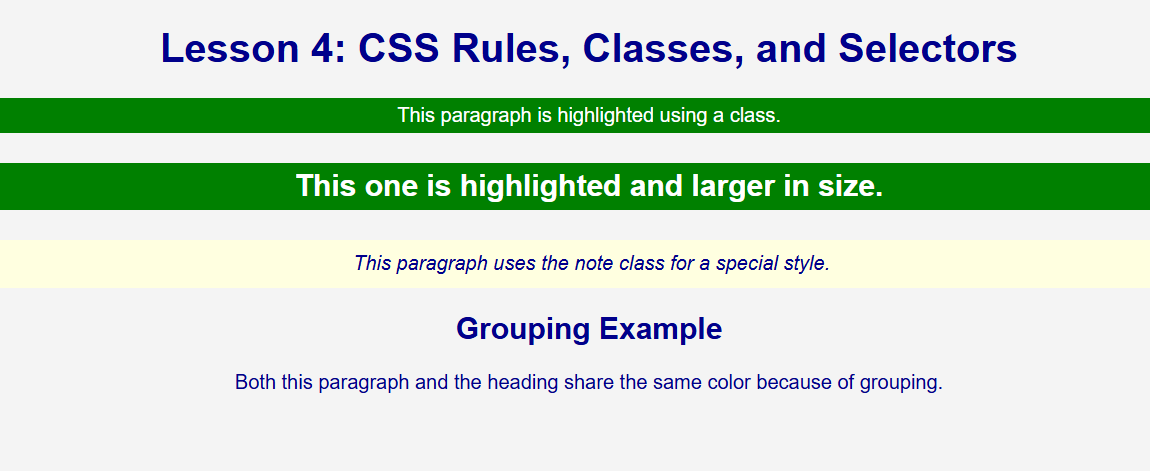 Lesson 4: CSS Rules, Classes, and Selectors
This paragraph is highlighted using a class.
This one is highlighted and larger in size.
This paragraph uses the note class for a special style.
Grouping Example
Both this paragraph and the heading share the same color because of grouping.